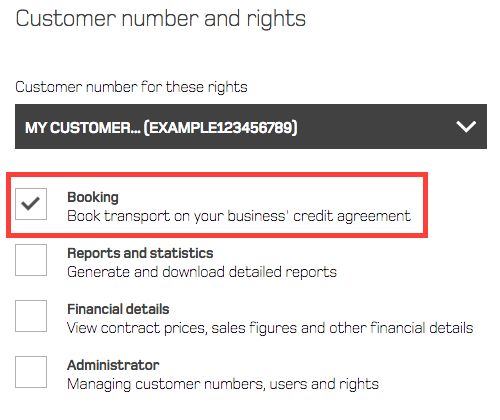 Customer number and rights
Customer number for these rights
MY CUSTOMER... (EXAMPLE123456789)
Booking
Book transport on your business' credit agreement
Reports and statistics
Generate and download detailed reports
Financial details
View contract prices, sales figures and other financial details
Administrator
Managing customer numbers, users and rights